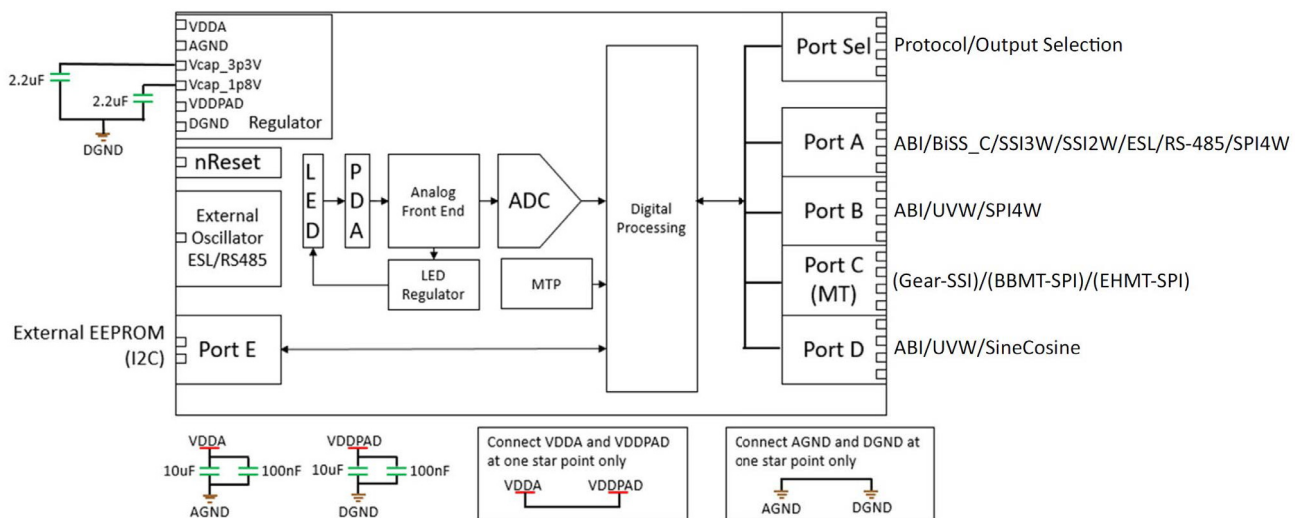 VDDA
AGND
Vcap_3p3V
Vcap_1p8V
VDDPAD
DGND
Regulator
2.2uF
2.2uF
DGND
nReset
External
Oscillator
ESL/RS485
External EEPROM
(I2C)
Port E
LED
PDA
Analog
Front End
ADC
LED
Regulator
MTP
Digital
Processing
Port Sel
Protocol/Output Selection
Port A
ABI/BiSS_C/SSI3W/SSI2W/ESL/RS-485/SPI4W
Port B
ABI/UVW/SPI4W
Port C
(MT)
(Gear-SSI)/(BBMT-SPI)/(EHMT-SPI)
Port D
ABI/UVW/SineCosine
VDDA
10uF
100nF
AGND
VDDPAD
10uF
100nF
DGND
Connect VDDA and VDDPAD
at one star point only
VDDA
VDDPAD
Connect AGND and DGND at
one star point only
AGND
DGND